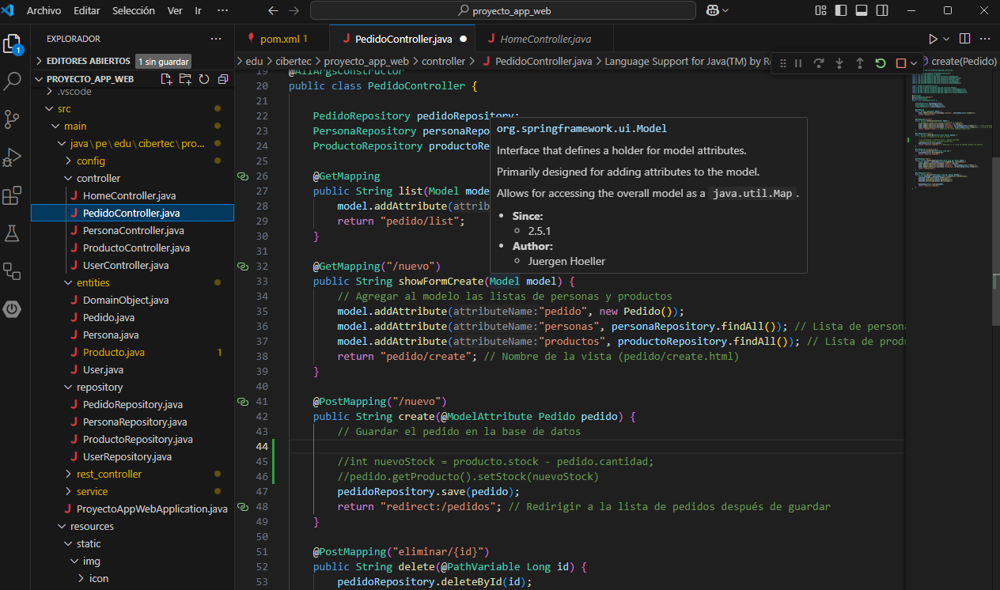 Archivo Editar Selección Ver Ir ··· proyecto_app_web
EXPLORADOR ···
EDITORES ABIERTOS 1 sin guardar
PROYECTO_APP_WEB
.vscode
src
main
java\pe\edu\cibertec\pro...
config
controller
HomeController.java
PedidoController.java
PersonaController.java
ProductoController.java
UserController.java
entities
DomainObject.java
Pedido.java
Persona.java
Producto.java 1
User.java
repository
PedidoRepository.java
PersonaRepository.java
ProductoRepository.java
UserRepository.java
rest_controller
service
ProyectoAppWebApplication.java
resources
static
img
icon
1
pom.xml 1 PedidoController.java ● HomeController.java
edu > cibertec > proyecto_app_web > controller > PedidoController.java > Language Support for Java(TM) by Re create(Pedido)
19 @AllArgsConstructor
20 public class PedidoController {
21
22 PedidoRepository pedidoRepository;
23 PersonaRepository personaRepo
24 ProductoRepository productoRe
25
26 @GetMapping
27 public String list(Model mode
28 model.addAttribute(attrib
29 return "pedido/list";
30 }
31
32 @GetMapping("/nuevo")
33 public String showFormCreate(Model model) {
34 // Agregar al modelo las listas de personas y productos
35 model.addAttribute(attributeName:"pedido", new Pedido());
36 model.addAttribute(attributeName:"personas", personaRepository.findAll()); // Lista de persona
37 model.addAttribute(attributeName:"productos", productoRepository.findAll()); // Lista de produ
38 return "pedido/create"; // Nombre de la vista (pedido/create.html)
39 }
40
41 @PostMapping("/nuevo")
42 public String create(@ModelAttribute Pedido pedido) {
43 // Guardar el pedido en la base de datos
44
45 //int nuevoStock = producto.stock - pedido.cantidad;
46 //pedido.getProducto().setStock(nuevoStock)
47 pedidoRepository.save(pedido);
48 return "redirect:/pedidos"; // Redirigir a la lista de pedidos después de guardar
49 }
50
51 @PostMapping("eliminar/{id}")
52 public String delete(@PathVariable Long id) {
53 pedidoRepository.deleteById(id);
org.springframework.ui.Model
Interface that defines a holder for model attributes.
Primarily designed for adding attributes to the model.
Allows for accessing the overall model as a java.util.Map.
• Since:
○ 2.5.1
• Author:
○ Juergen Hoeller